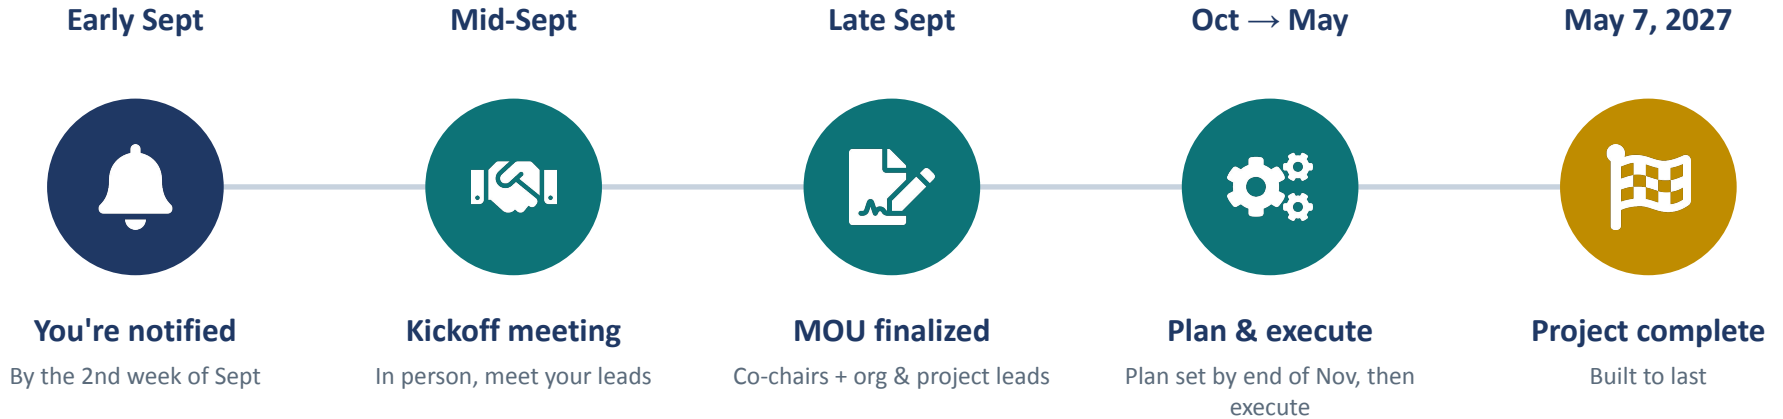 Early Sept
Mid-Sept
Late Sept
Oct → May
May 7, 2027
You're notified
Kickoff meeting
MOU finalized
Plan & execute
Project complete
By the 2nd week of Sept
In person, meet your leads
Co-chairs + org & project leads
Plan set by end of Nov, then
execute
Built to last